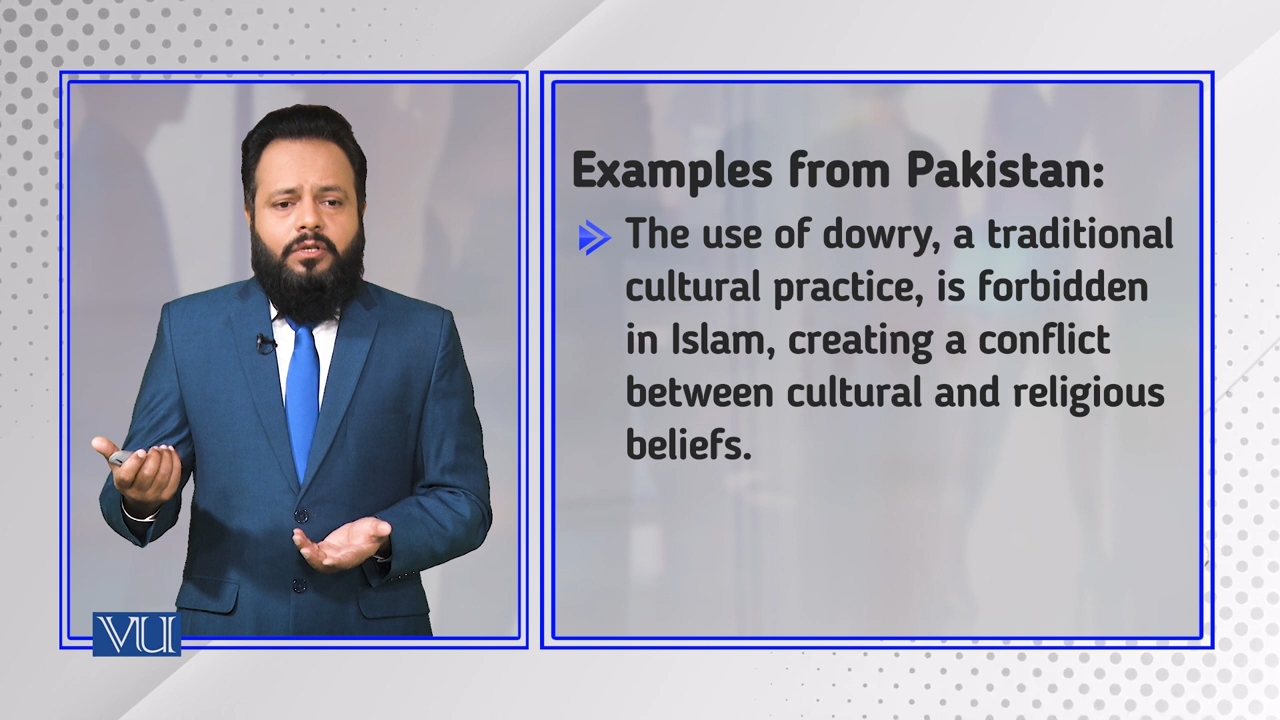 Examples from Pakistan:
The use of dowry, a traditional
cultural practice, is forbidden
in Islam, creating a conflict
between cultural and religious
beliefs.
VU